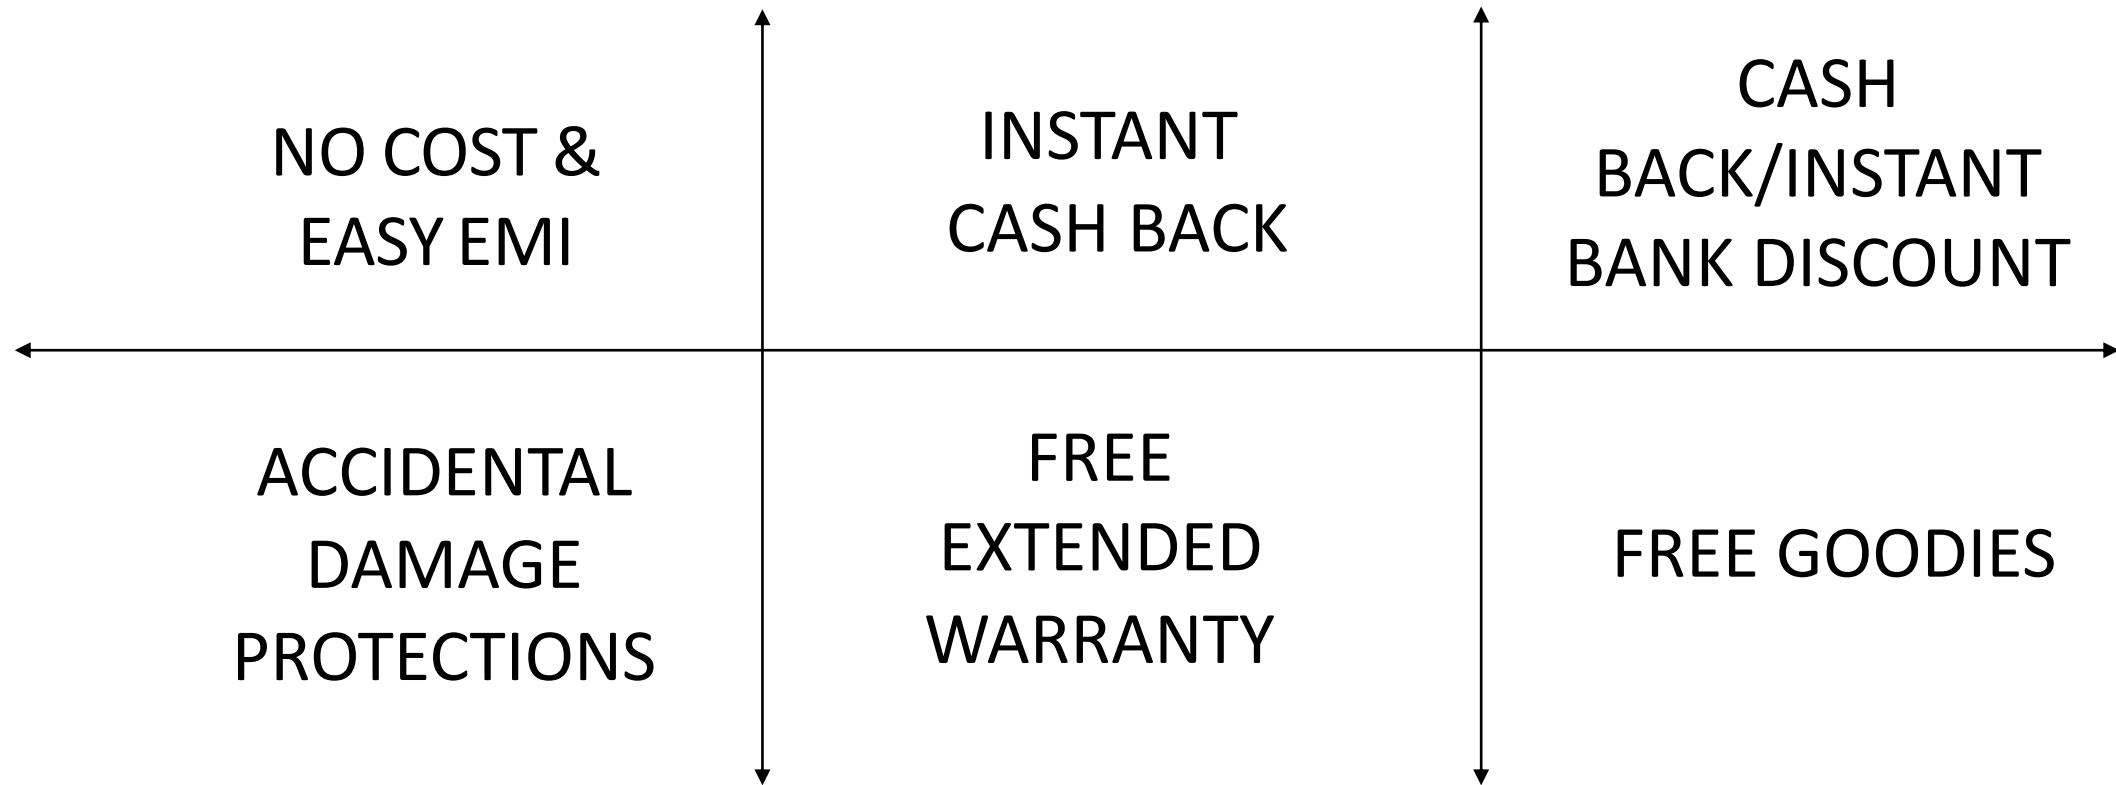 NO COST &
EASY EMI
INSTANT
CASH BACK
CASH
BACK/INSTANT
BANK DISCOUNT
ACCIDENTAL
DAMAGE
PROTECTIONS
FREE
EXTENDED
WARRANTY
FREE GOODIES